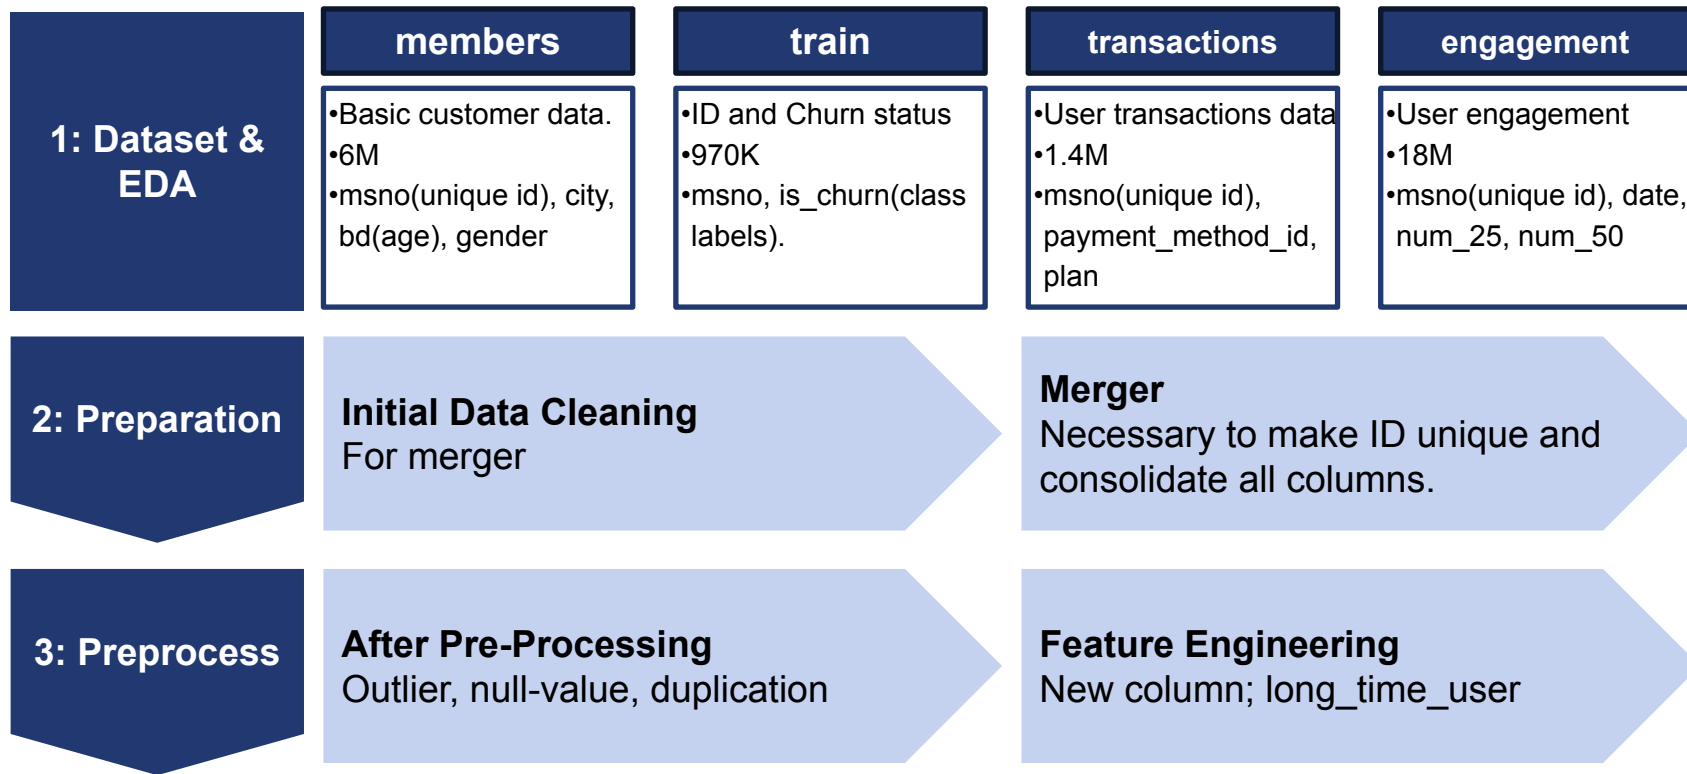 1: Dataset &
EDA
members
•Basic customer data.
•6M
•msno(unique id), city,
bd(age), gender
train
•ID and Churn status
•970K
•msno, is_churn(class
labels).
transactions
•User transactions data
•1.4M
•msno(unique id),
payment_method_id,
plan
engagement
•User engagement
•18M
•msno(unique id), date,
num_25, num_50
2: Preparation
Initial Data Cleaning
For merger
Merger
Necessary to make ID unique and
consolidate all columns.
3: Preprocess
After Pre-Processing
Outlier, null-value, duplication
Feature Engineering
New column; long_time_user